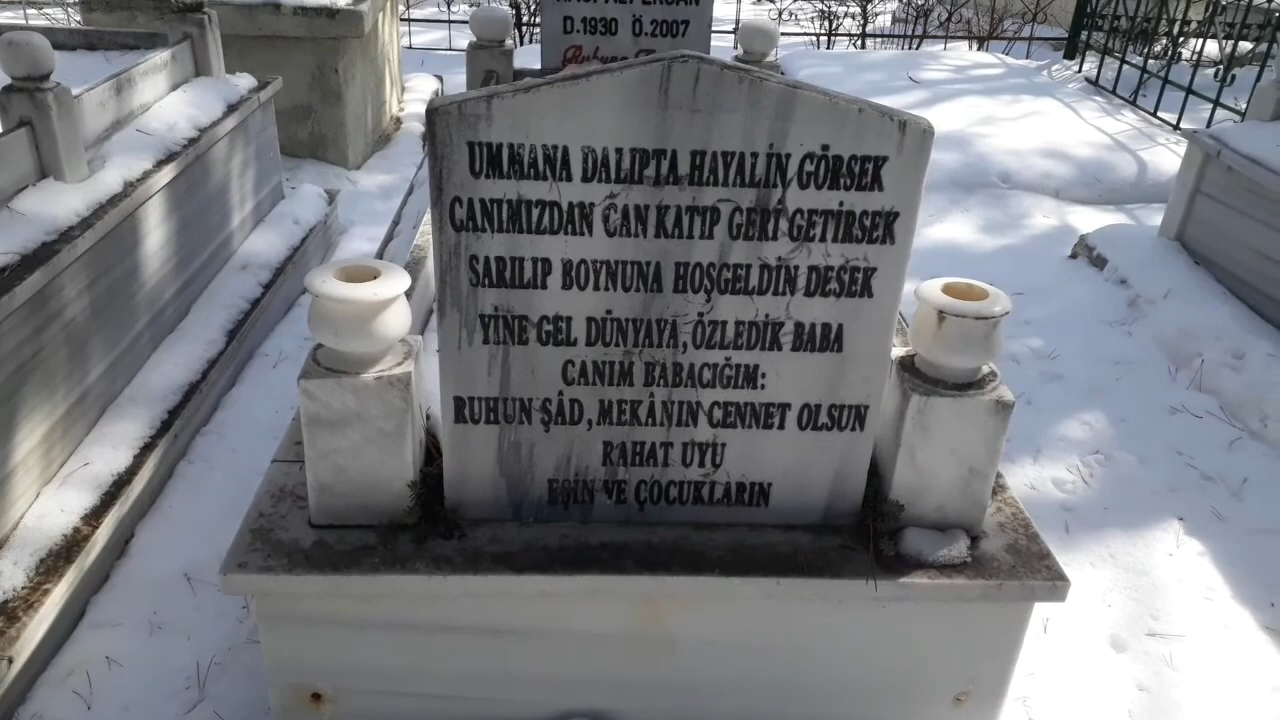 D.1930 Ö.2007
UMMANA DALIPTA HAYALİN GÖRSEK
CANIMIZDAN CAN KATIP GERİ GETİRSEK
SARILIP BOYNUNA HOŞGELDİN DESEK
YİNE GEL DÜNYAYA, ÖZLEDİK BABA
CANIM BABACIĞIM:
RUHUN ŞÂD, MEKÂNIN CENNET OLSUN
RAHAT UYU
EŞİN VE ÇOCUKLARIN